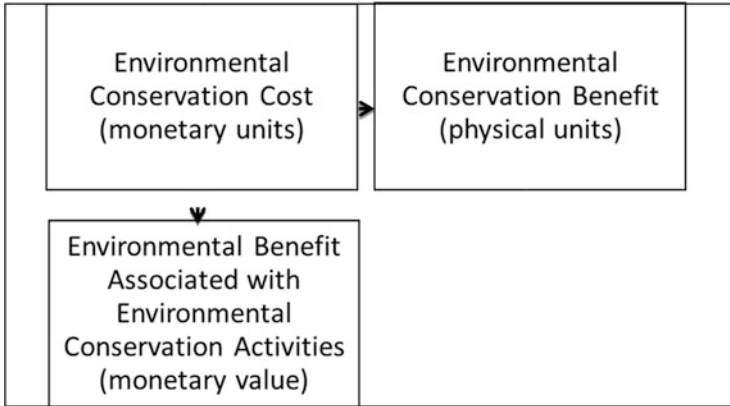 Environmental
Conservation Cost
(monetary units)
Environmental
Conservation Benefit
(physical units)
Environmental Benefit
Associated with
Environmental
Conservation Activities
(monetary value)